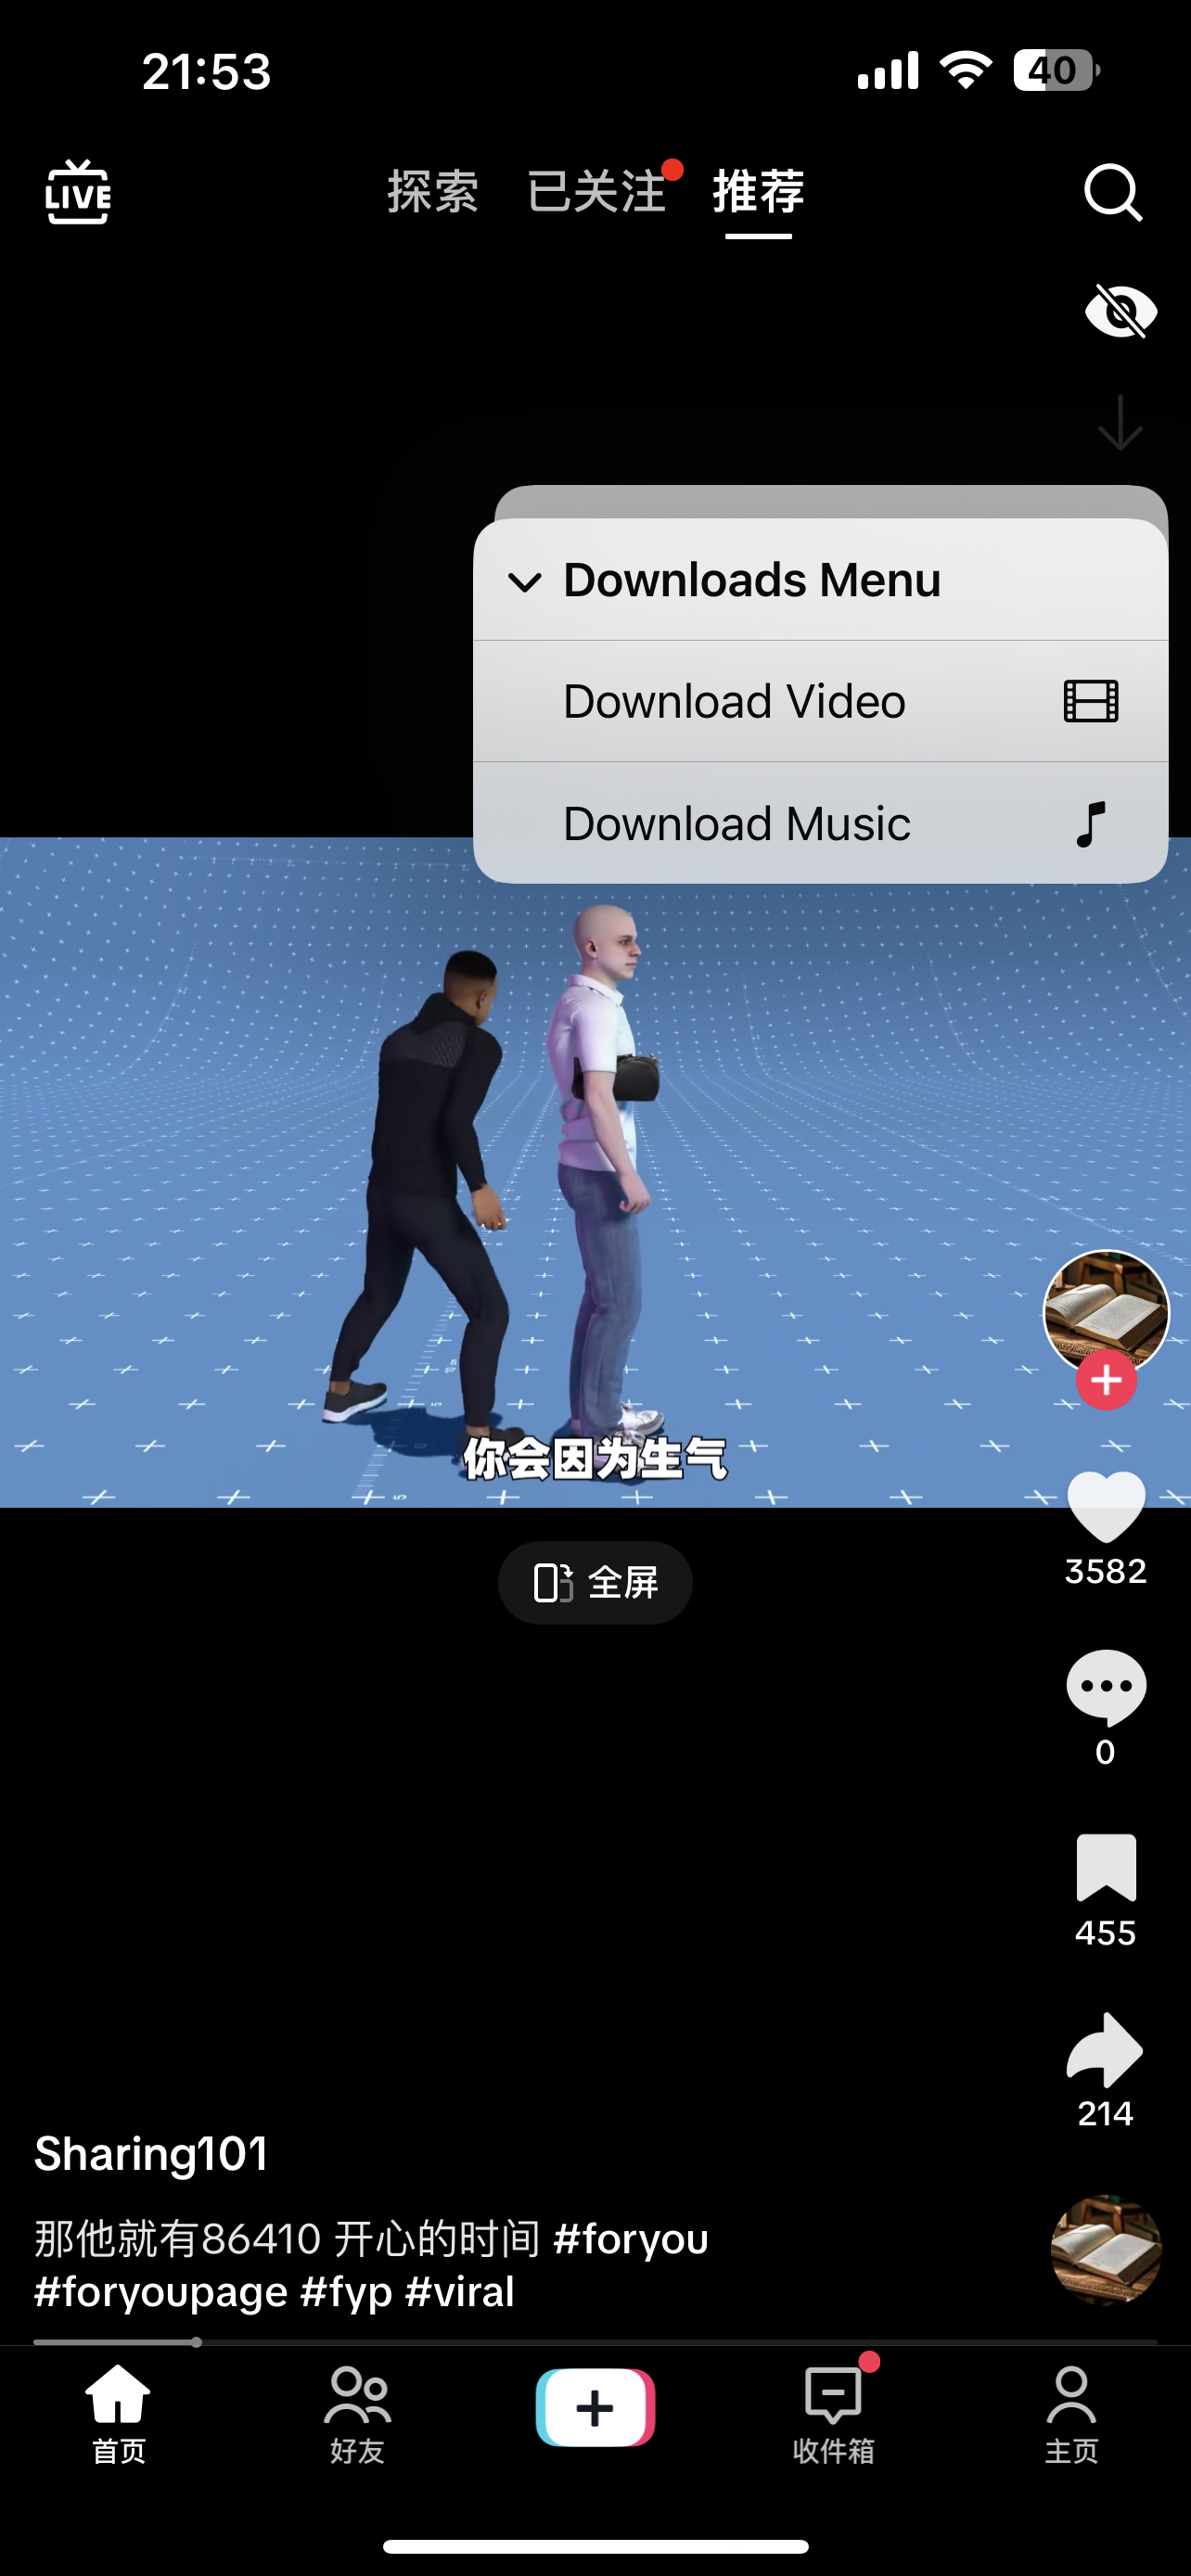 21:53
40
LIVE
探索 已关注 推荐
Downloads Menu
Download Video
Download Music
你会因为生气
全屏
3582
0
455
214
Sharing101
那他就有86410 开心的时间 #foryou
#foryoupage #fyp #viral
首页 好友 收件箱 主页